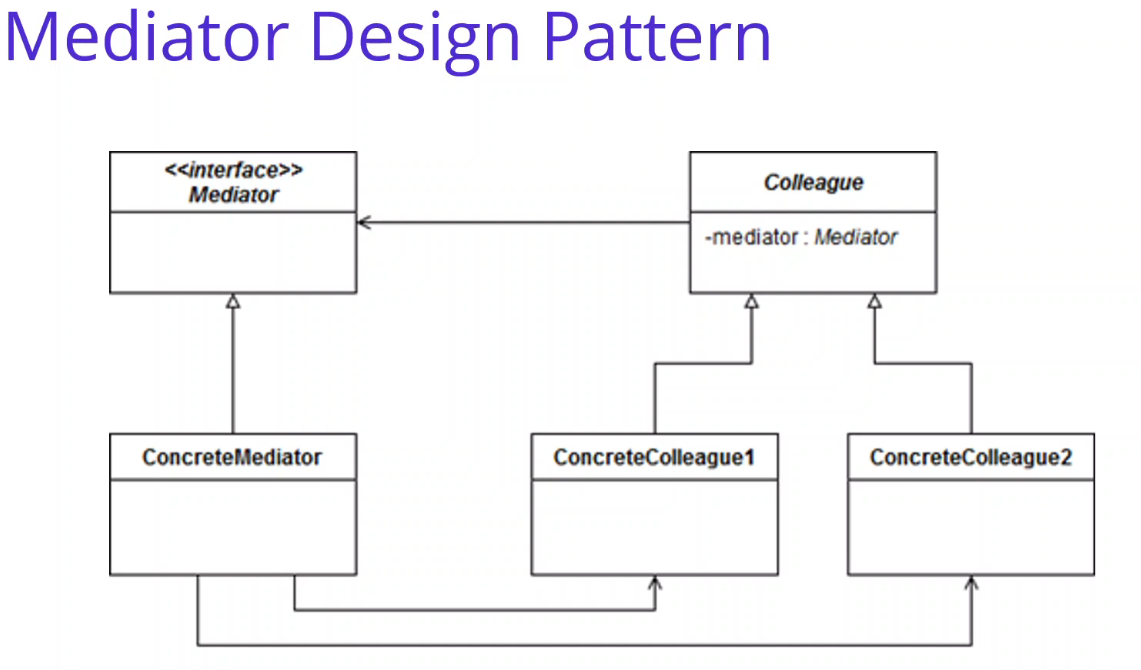 Mediator Design Pattern
<<interface>>
Mediator
Colleague
-mediator : Mediator
ConcreteMediator
ConcreteColleague1
ConcreteColleague2